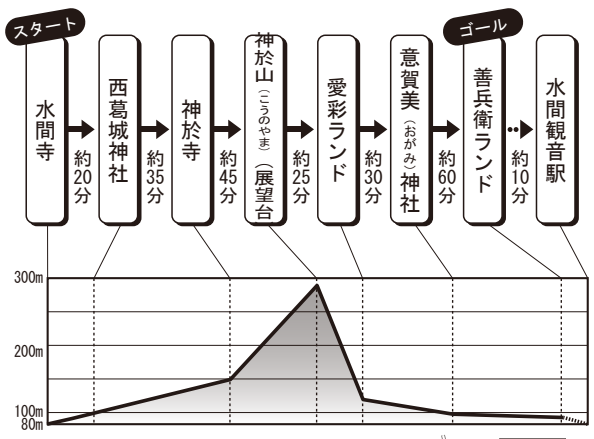 スタート
ゴール
水間寺
約20分
西葛城神社
約35分
神於寺
約45分
神於山（こうのやま）（展望台）
約25分
愛彩ランド
約30分
意賀美（おがみ）神社
約60分
善兵衛ランド
約10分
水間観音駅
300m
200m
100m
80m